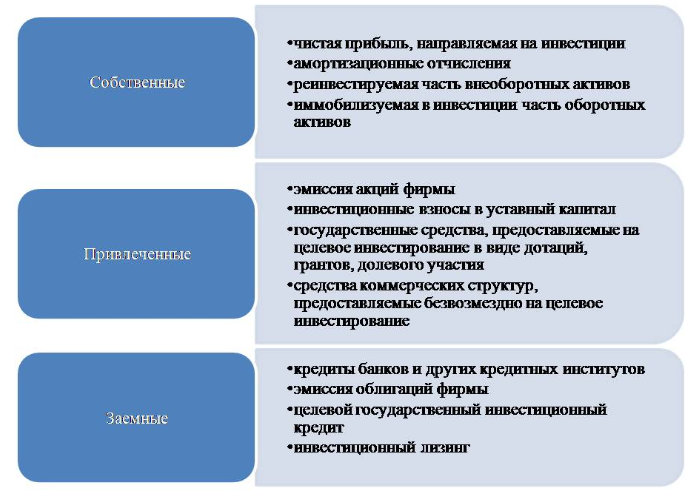 Собственные
•чистая прибыль, направляемая на инвестиции
•амортизационные отчисления
•реинвестируемая часть внеоборотных активов
•иммобилизуемая в инвестиции часть оборотных
активов
Привлеченные
•эмиссия акций фирмы
•инвестиционные взносы в уставный капитал
•государственные средства, предоставляемые на
целевое инвестирование в виде дотаций,
грантов, долевого участия
•средства коммерческих структур,
предоставляемые безвозмездно на целевое
инвестирование
Заемные
•кредиты банков и других кредитных институтов
•эмиссия облигаций фирмы
•целевой государственный инвестиционный
кредит
•инвестиционный лизинг